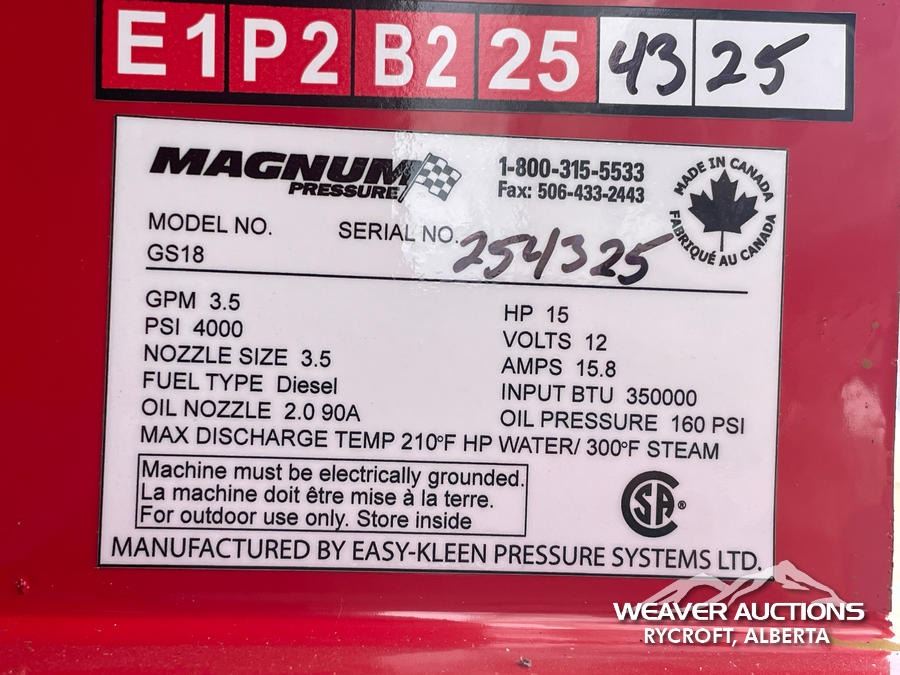 E1 P2 B2 25 43 25
MAGNUM
PRESSURE
1-800-315-5533
Fax: 506-433-2443
MADE IN CANADA
FABRIQUÉ AU CANADA
MODEL NO. SERIAL NO. 254325
GS18
GPM 3.5
PSI 4000
NOZZLE SIZE 3.5
FUEL TYPE Diesel
OIL NOZZLE 2.0 90A
HP 15
VOLTS 12
AMPS 15.8
INPUT BTU 350000
OIL PRESSURE 160 PSI
MAX DISCHARGE TEMP 210°F HP WATER/ 300°F STEAM
Machine must be electrically grounded.
La machine doit être mise à la terre.
For outdoor use only. Store inside
CSA®
MANUFACTURED BY EASY-KLEEN PRESSURE SYSTEMS LTD.
WEAVER AUCTIONS
RYCROFT, ALBERTA